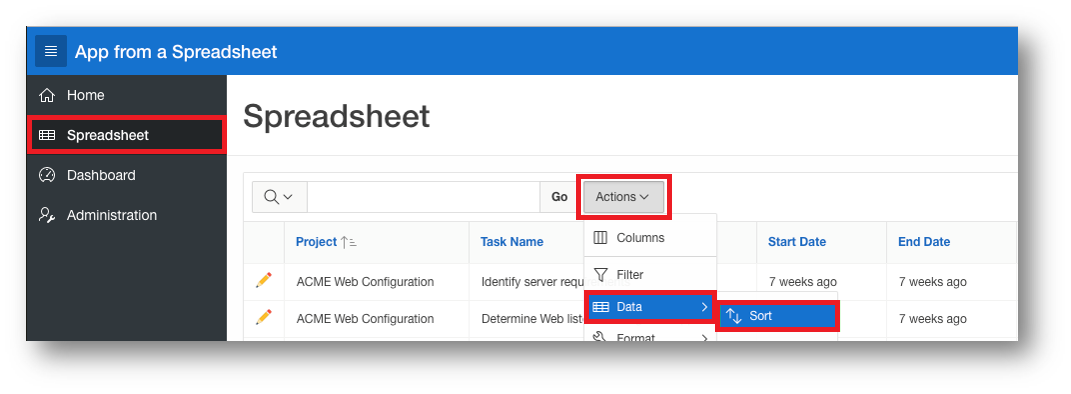 App from a Spreadsheet
Home
Spreadsheet
Dashboard
Administration
Spreadsheet
Go
Actions
Columns
Filter
Data
Sort
Format
Project
Task Name
Start Date
End Date
ACME Web Configuration
Identify server requ
7 weeks ago
7 weeks ago
ACME Web Configuration
Determine Web list
7 weeks ago